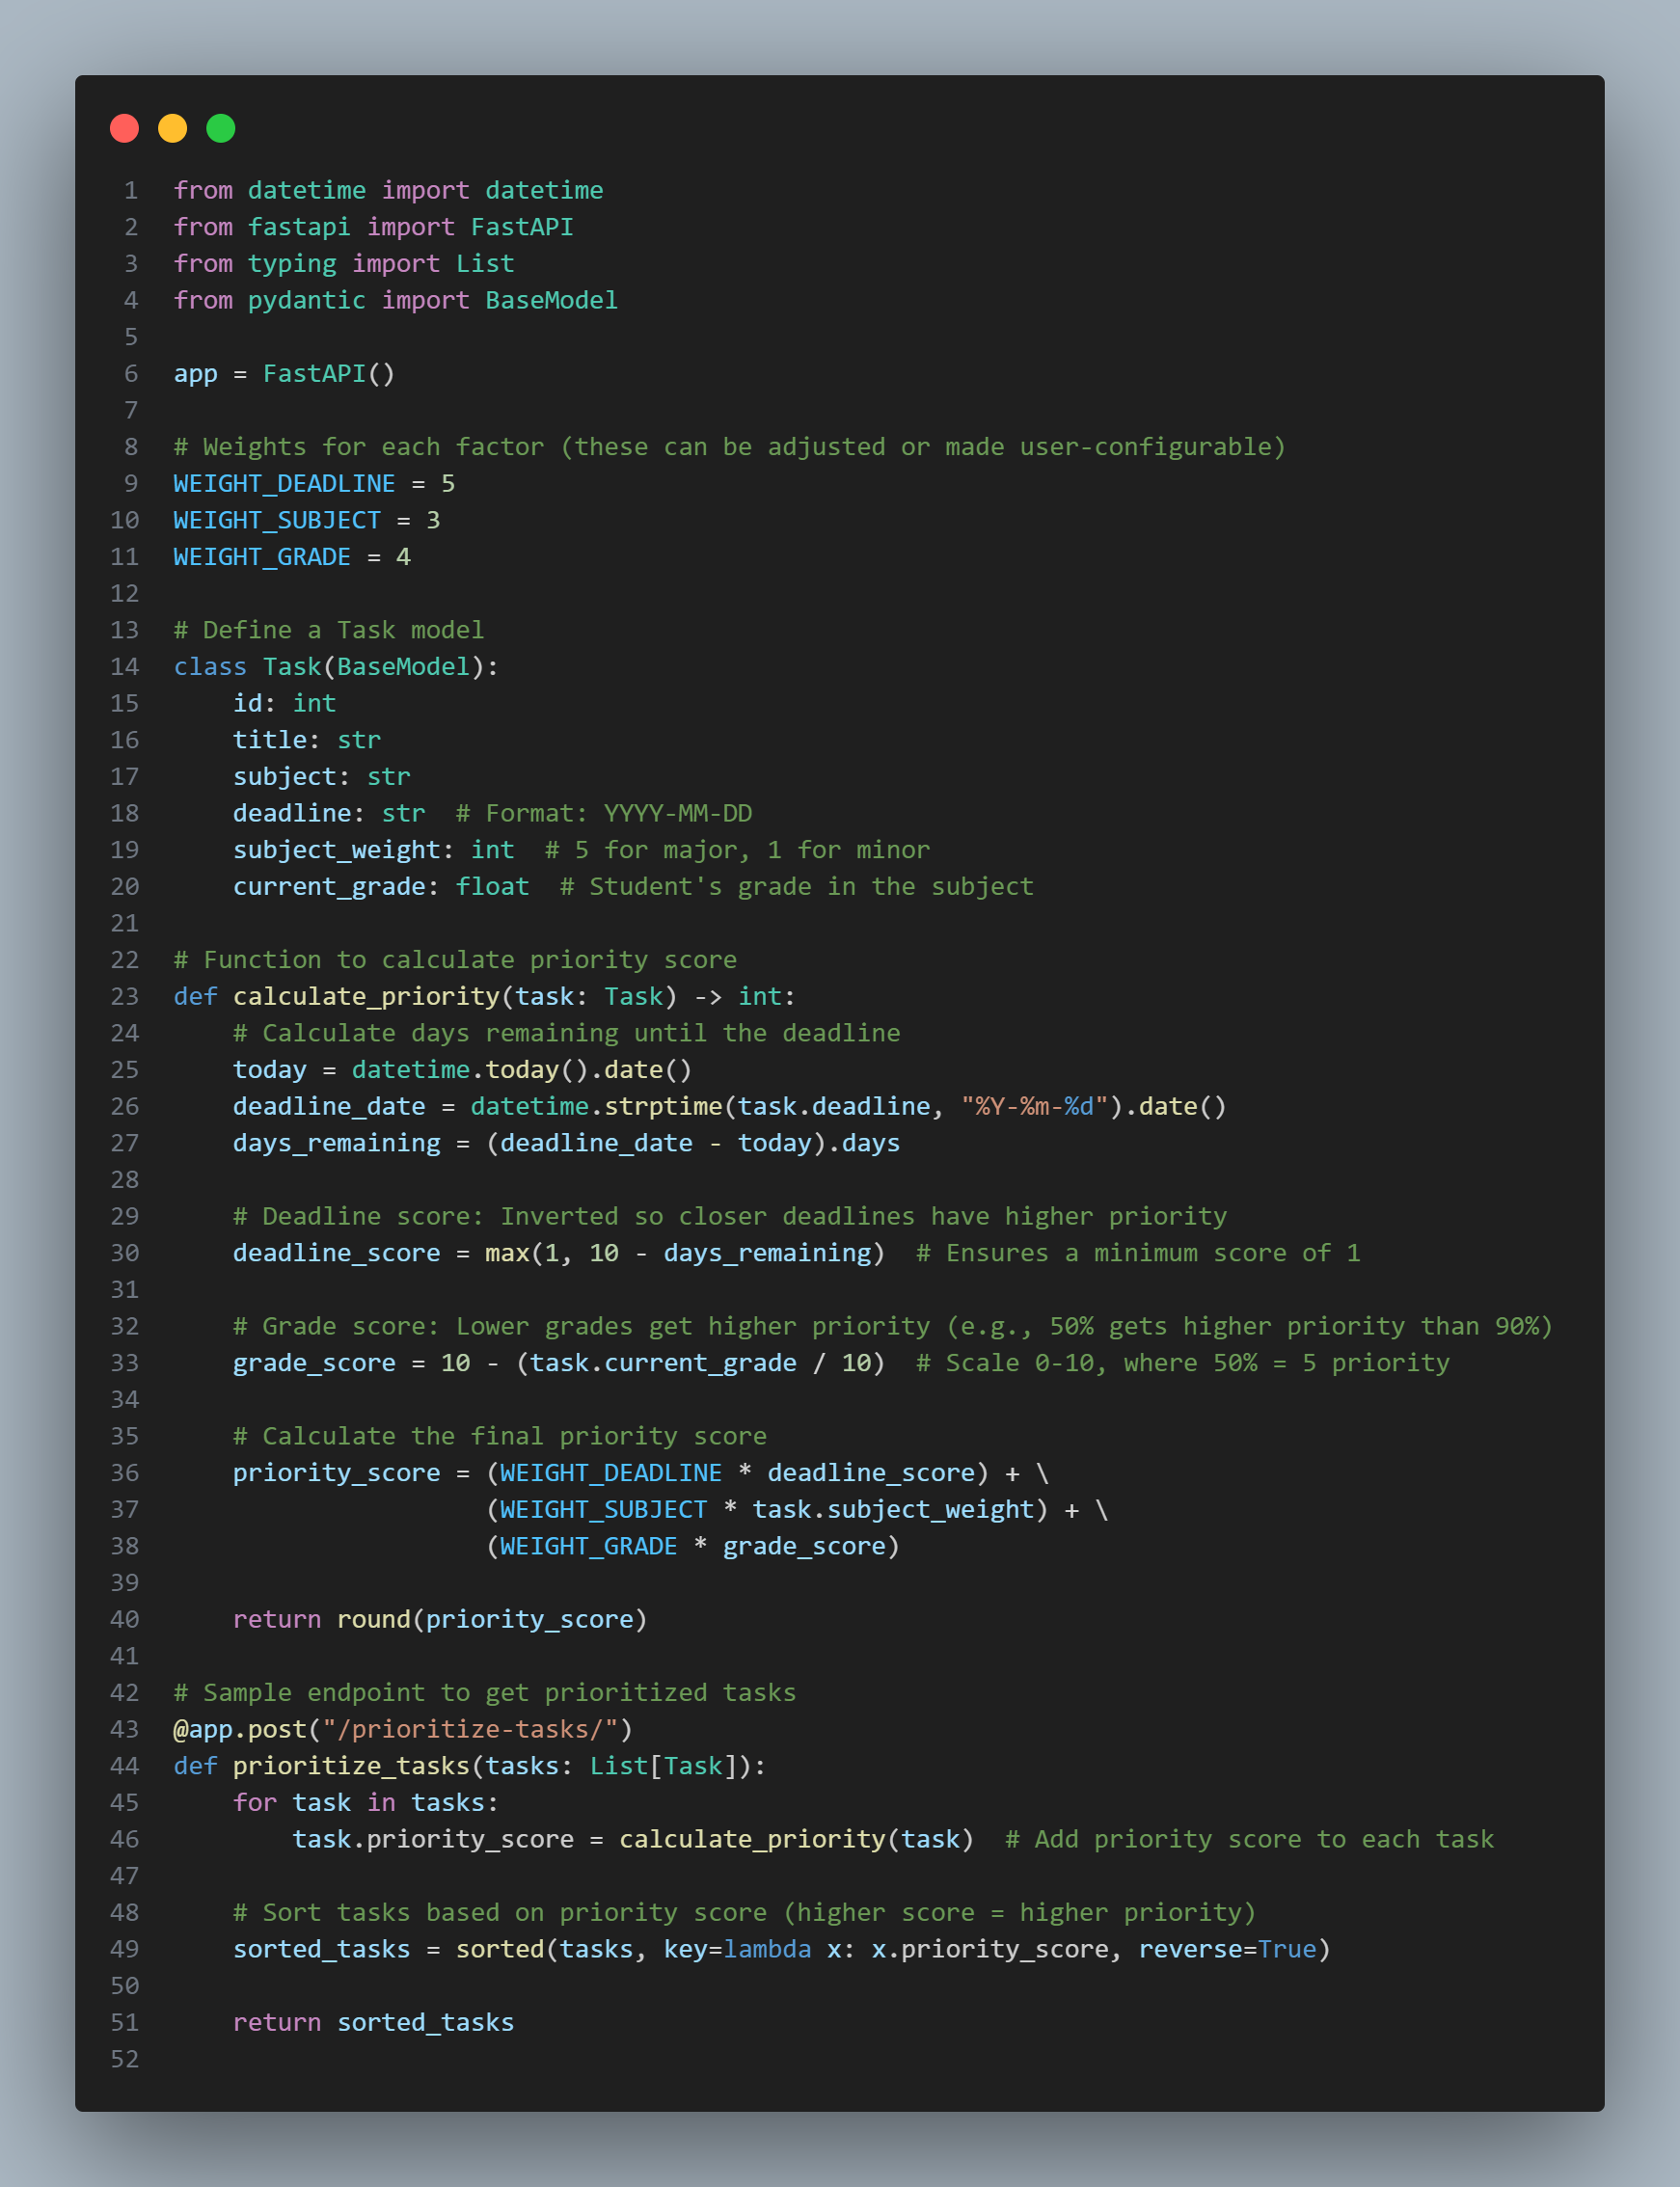 1 from datetime import datetime
2 from fastapi import FastAPI
3 from typing import List
4 from pydantic import BaseModel
5
6 app = FastAPI()
7
8 # Weights for each factor (these can be adjusted or made user-configurable)
9 WEIGHT_DEADLINE = 5
10 WEIGHT_SUBJECT = 3
11 WEIGHT_GRADE = 4
12
13 # Define a Task model
14 class Task(BaseModel):
15     id: int
16     title: str
17     subject: str
18     deadline: str  # Format: YYYY-MM-DD
19     subject_weight: int  # 5 for major, 1 for minor
20     current_grade: float  # Student's grade in the subject
21
22 # Function to calculate priority score
23 def calculate_priority(task: Task) -> int:
24     # Calculate days remaining until the deadline
25     today = datetime.today().date()
26     deadline_date = datetime.strptime(task.deadline, "%Y-%m-%d").date()
27     days_remaining = (deadline_date - today).days
28
29     # Deadline score: Inverted so closer deadlines have higher priority
30     deadline_score = max(1, 10 - days_remaining)  # Ensures a minimum score of 1
31
32     # Grade score: Lower grades get higher priority (e.g., 50% gets higher priority than 90%)
33     grade_score = 10 - (task.current_grade / 10)  # Scale 0-10, where 50% = 5 priority
34
35     # Calculate the final priority score
36     priority_score = (WEIGHT_DEADLINE * deadline_score) + \
37                      (WEIGHT_SUBJECT * task.subject_weight) + \
38                      (WEIGHT_GRADE * grade_score)
39
40     return round(priority_score)
41
42 # Sample endpoint to get prioritized tasks
43 @app.post("/prioritize-tasks/")
44 def prioritize_tasks(tasks: List[Task]):
45     for task in tasks:
46         task.priority_score = calculate_priority(task)  # Add priority score to each task
47
48     # Sort tasks based on priority score (higher score = higher priority)
49     sorted_tasks = sorted(tasks, key=lambda x: x.priority_score, reverse=True)
50
51     return sorted_tasks
52